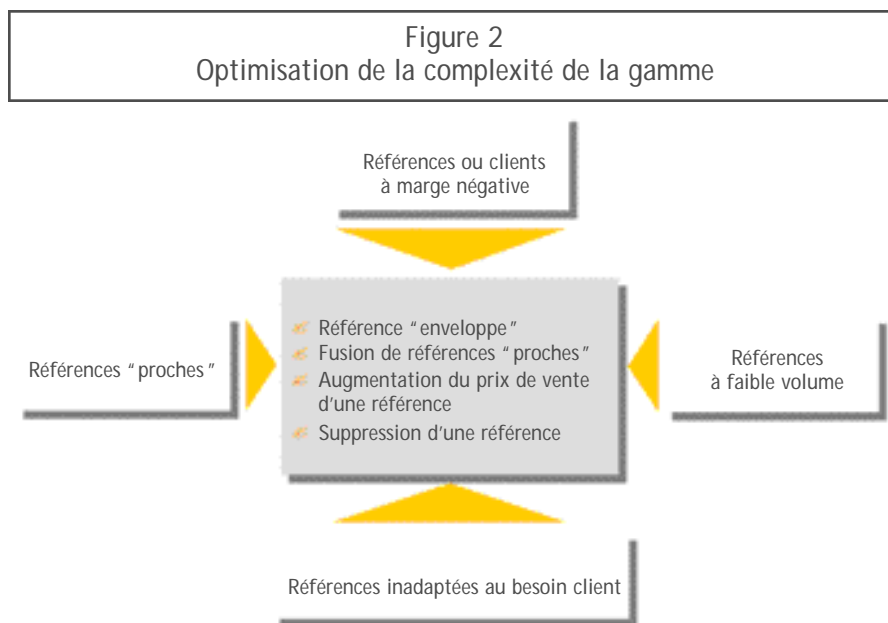 Figure 2
Optimisation de la complexité de la gamme
Références ou clients
à marge négative
Référence "enveloppe"
Fusion de références "proches"
Augmentation du prix de vente
d'une référence
Suppression d'une référence
Références "proches"
Références
à faible volume
Références inadaptées au besoin client